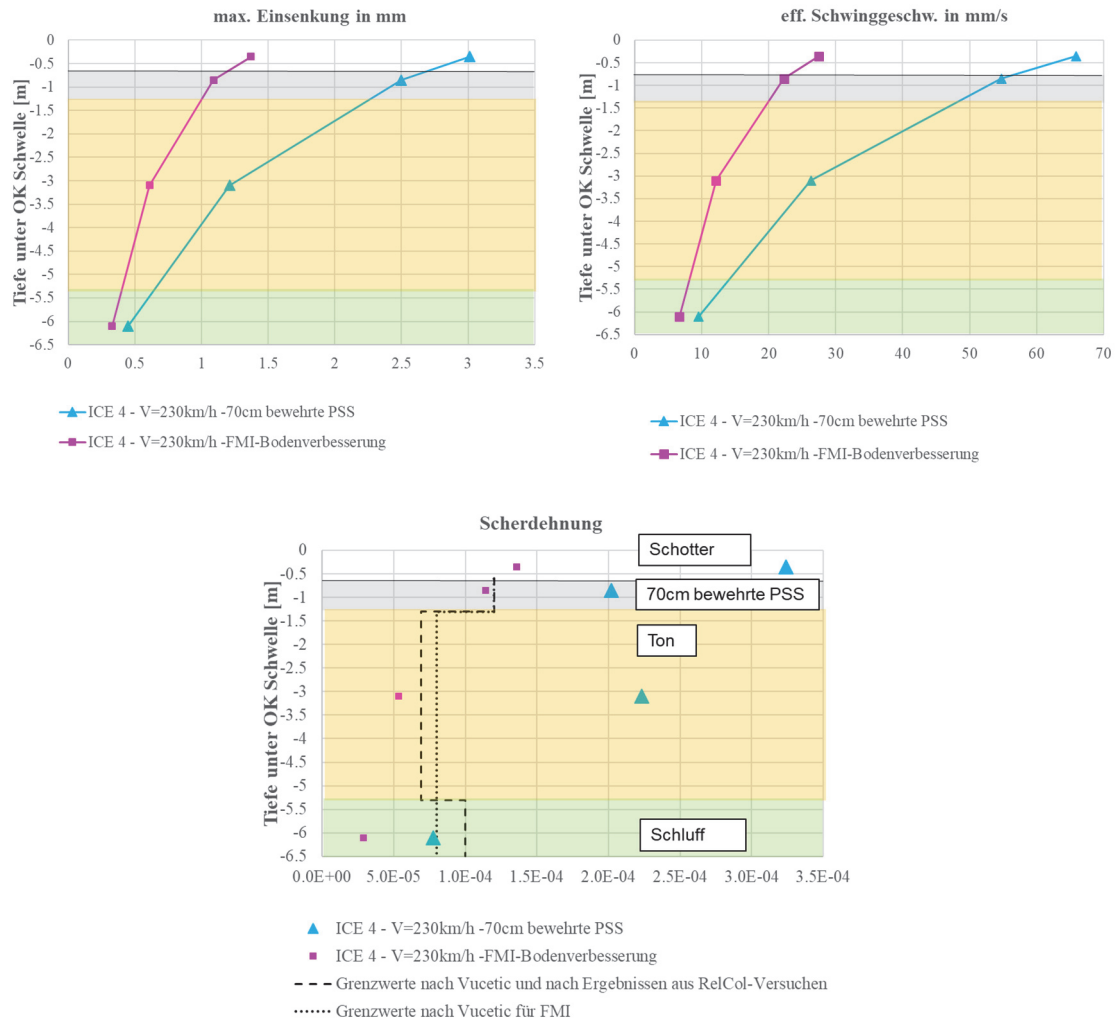 max. Einsenkung in mm
Tiefe unter OK Schwelle [m]
0
-0.5
-1
-1.5
-2
-2.5
-3
-3.5
-4
-4.5
-5
-5.5
-6
-6.5
0
0.5
1
1.5
2
2.5
3
3.5
ICE 4 - V=230km/h -70cm bewehrte PSS
ICE 4 - V=230km/h -FMI-Bodenverbesserung
eff. Schwinggeschw. in mm/s
Tiefe unter OK Schwelle [m]
0
-0.5
-1
-1.5
-2
-2.5
-3
-3.5
-4
-4.5
-5
-5.5
-6
-6.5
0
10
20
30
40
50
60
70
ICE 4 - V=230km/h -70cm bewehrte PSS
ICE 4 - V=230km/h -FMI-Bodenverbesserung
Scherdehnung
Tiefe unter OK Schwelle [m]
0
-0.5
-1
-1.5
-2
-2.5
-3
-3.5
-4
-4.5
-5
-5.5
-6
-6.5
Schotter
70cm bewehrte PSS
Ton
Schluff
0.0E+00
5.0E-05
1.0E-04
1.5E-04
2.0E-04
2.5E-04
3.0E-04
3.5E-04
ICE 4 - V=230km/h -70cm bewehrte PSS
ICE 4 - V=230km/h -FMI-Bodenverbesserung
Grenzwerte nach Vucetic und nach Ergebnissen aus RelCol-Versuchen
Grenzwerte nach Vucetic für FMI